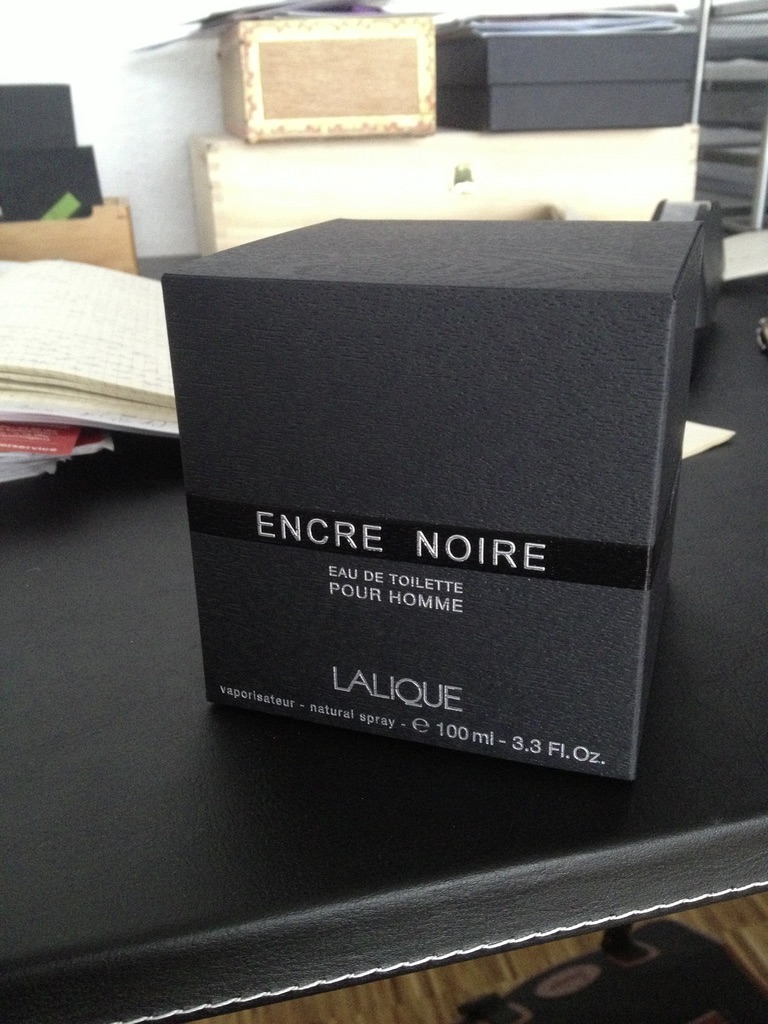 ENCRE NOIRE
EAU DE TOILETTE
POUR HOMME
LALIQUE
vaporisateur - natural spray - ℮ 100 ml - 3.3 Fl. Oz.